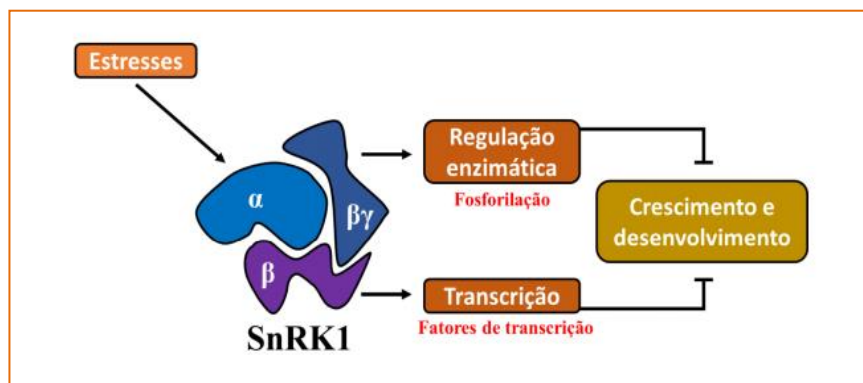 Estresses
α
βγ
β
SnRK1
Regulação
enzimática
Fosforilação
Transcrição
Fatores de transcrição
Crescimento e
desenvolvimento